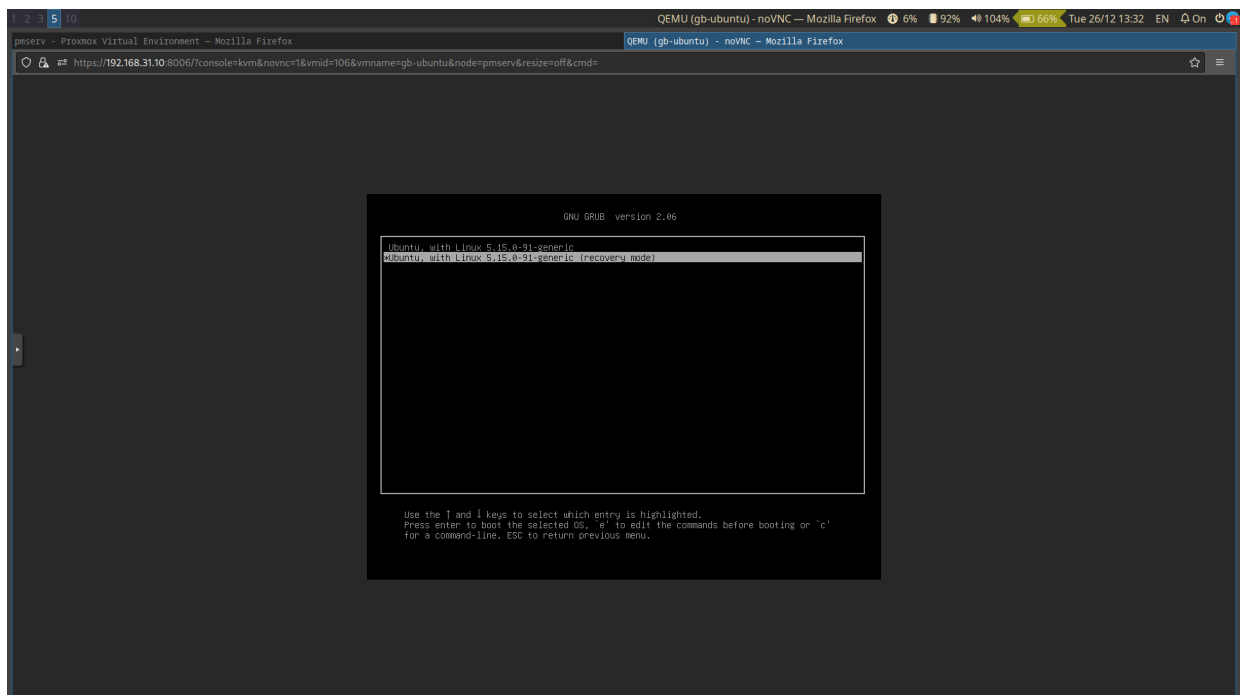 1 2 3 5 10 QEMU (gb-ubuntu) - noVNC — Mozilla Firefox 6% 92% 104% 66% Tue 26/12 13:32 EN On
pmserv - Proxmox Virtual Environment — Mozilla Firefox QEMU (gb-ubuntu) - noVNC — Mozilla Firefox
https://192.168.31.10:8006/?console=kvm&novnc=1&vmid=106&vmname=gb-ubuntu&node=pmserv&resize=off&cmd=
GNU GRUB version 2.06
Ubuntu, with Linux 5.15.0-91-generic
*Ubuntu, with Linux 5.15.0-91-generic (recovery mode)
Use the ↑ and ↓ keys to select which entry is highlighted.
Press enter to boot the selected OS, `e' to edit the commands before booting or `c'
for a command-line. ESC to return previous menu.